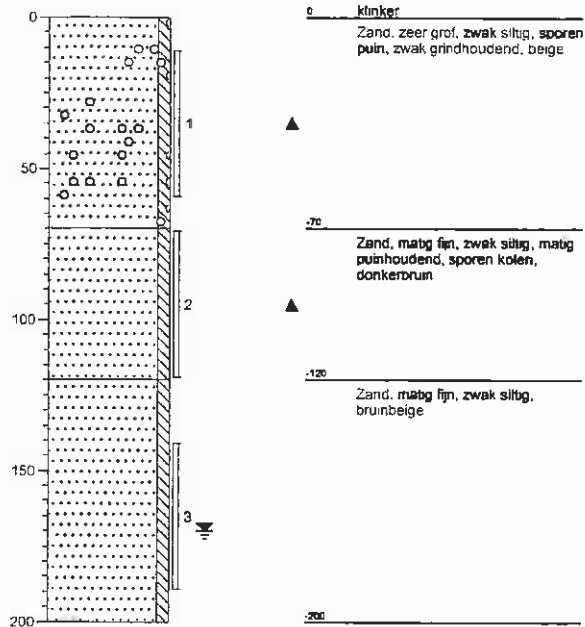 0
50
100
150
200
1
2
3
0
klinker
Zand, zeer grof, zwak siltig, sporen
puin, zwak grindhoudend, beige
-70
Zand, matig fijn, zwak siltig, matig
puinhoudend, sporen kolen,
donkerbruin
-120
Zand, matig fijn, zwak siltig,
bruinbeige
-200